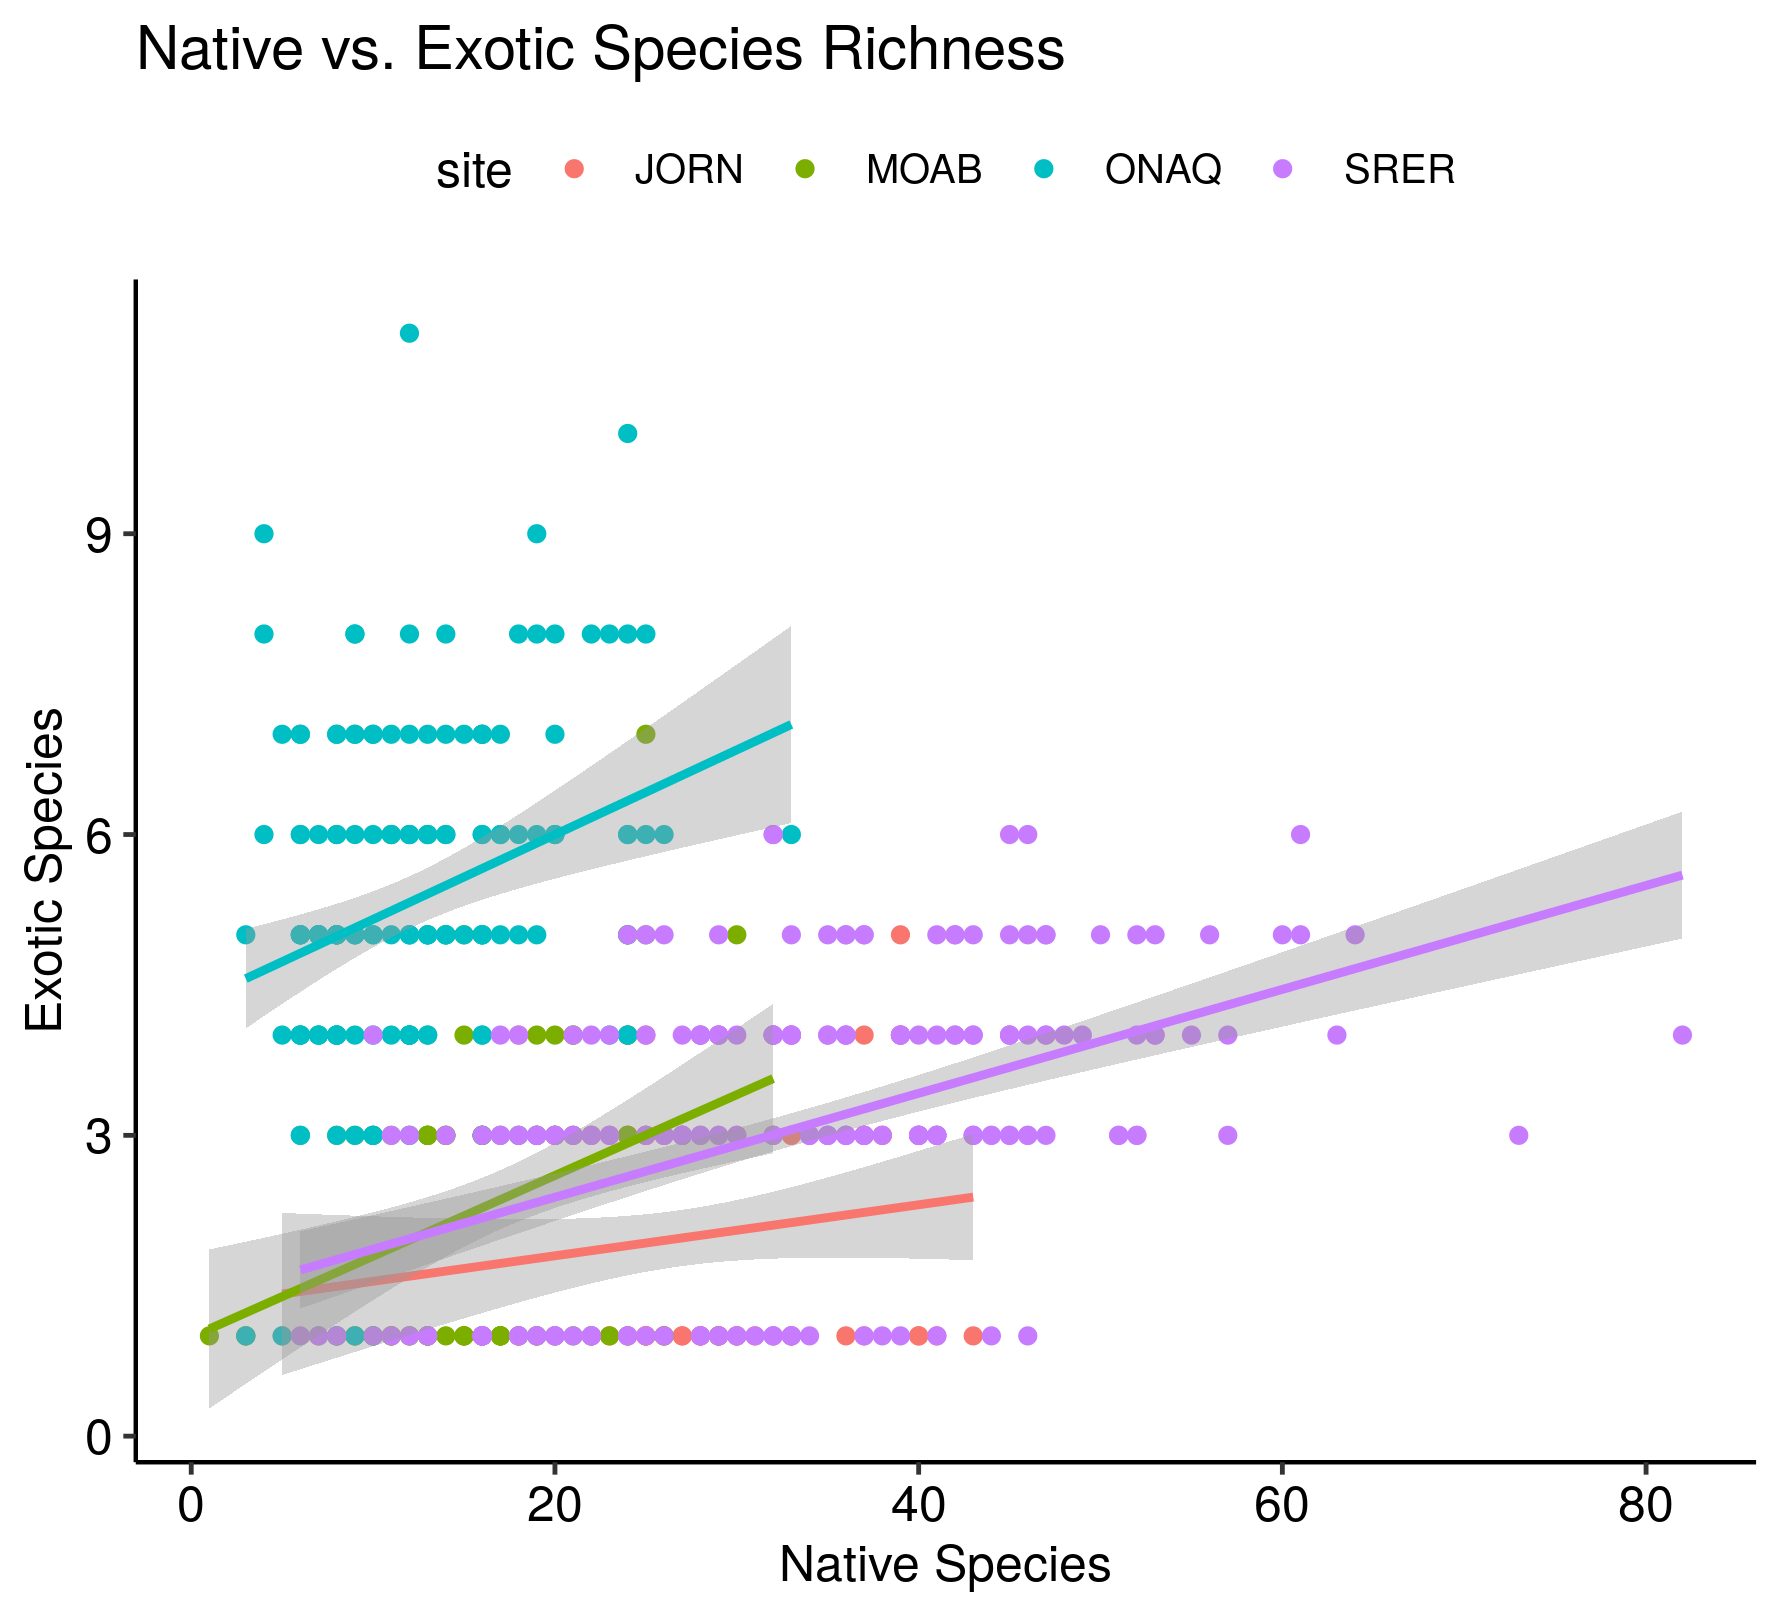 Native vs. Exotic Species Richness
site JORN MOAB ONAQ SRER
Exotic Species
9
6
3
0
0 20 40 60 80
Native Species